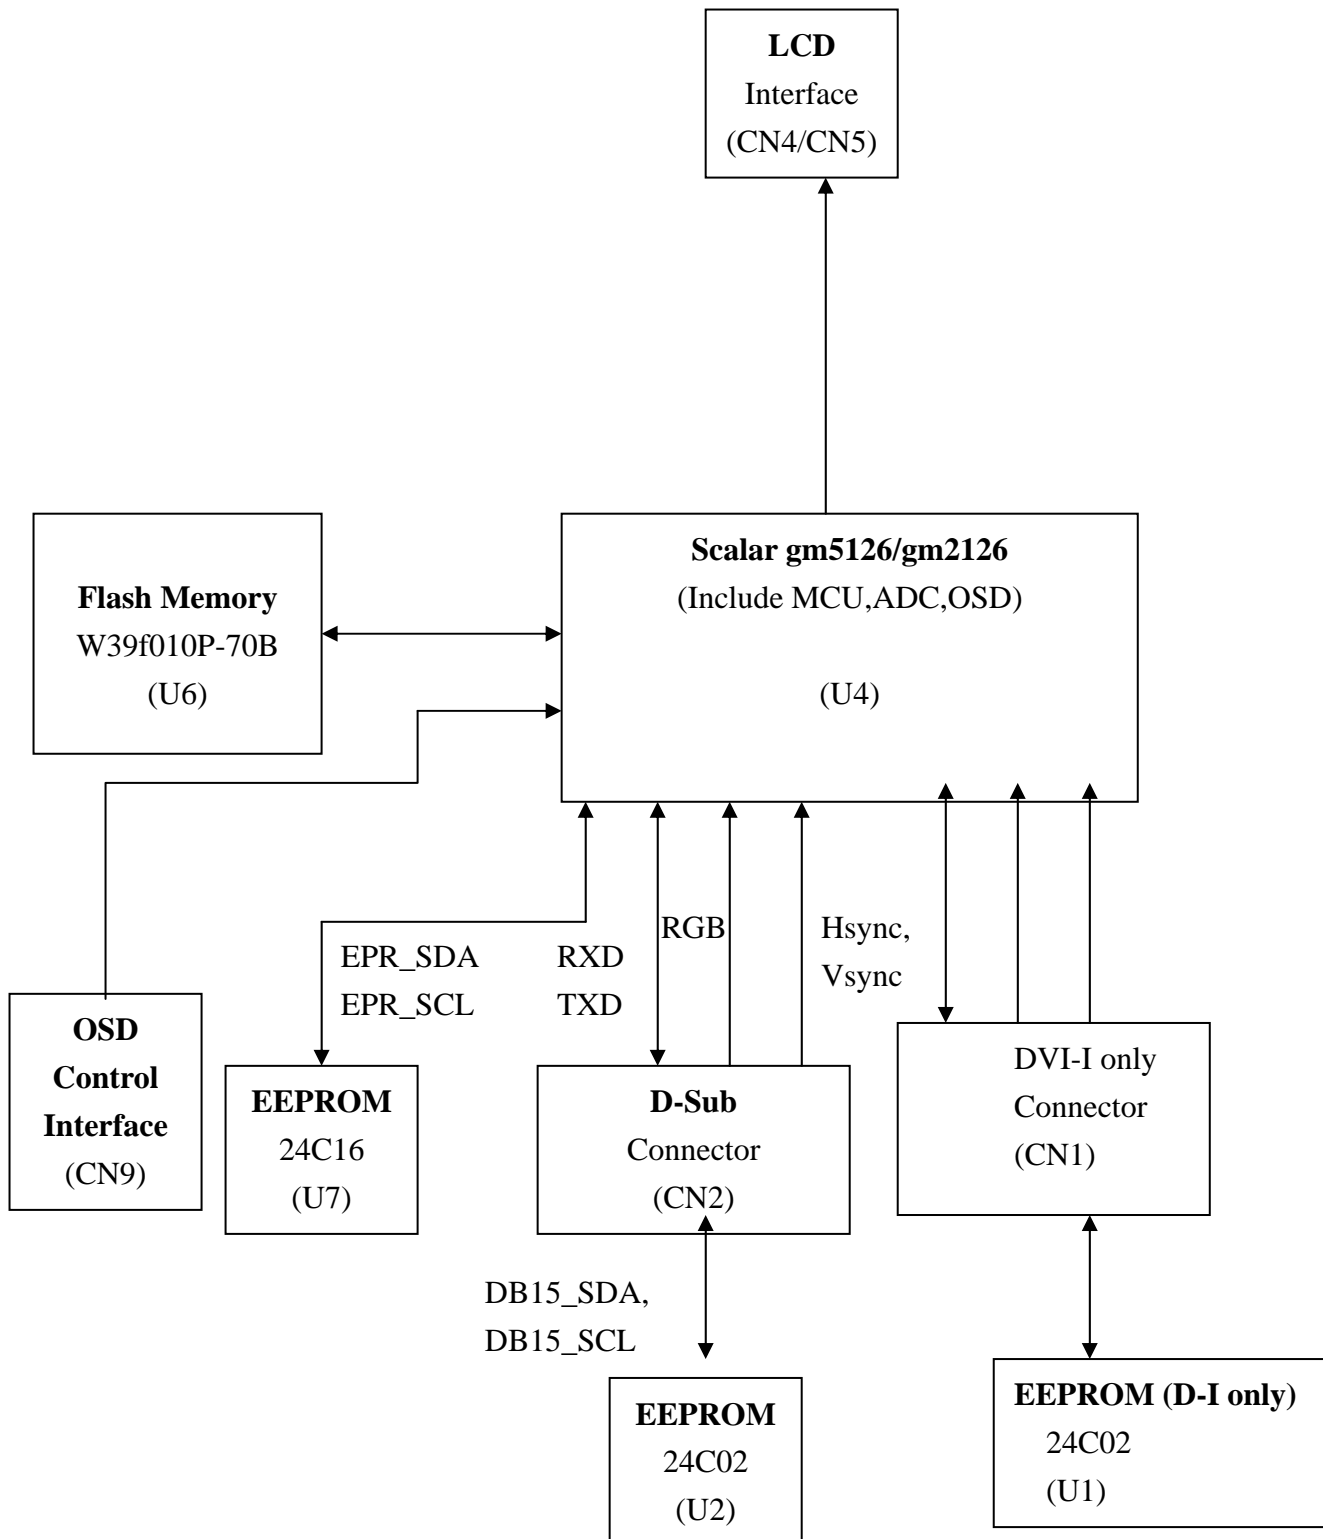 LCD
Interface
(CN4/CN5)
Scalar gm5126/gm2126
(Include MCU,ADC,OSD)
(U4)
Flash Memory
W39f010P-70B
(U6)
EPR_SDA
EPR_SCL
RXD
TXD
RGB
Hsync,
Vsync
OSD
Control
Interface
(CN9)
EEPROM
24C16
(U7)
D-Sub
Connector
(CN2)
DVI-I only
Connector
(CN1)
DB15_SDA,
DB15_SCL
EEPROM
24C02
(U2)
EEPROM (D-I only)
24C02
(U1)